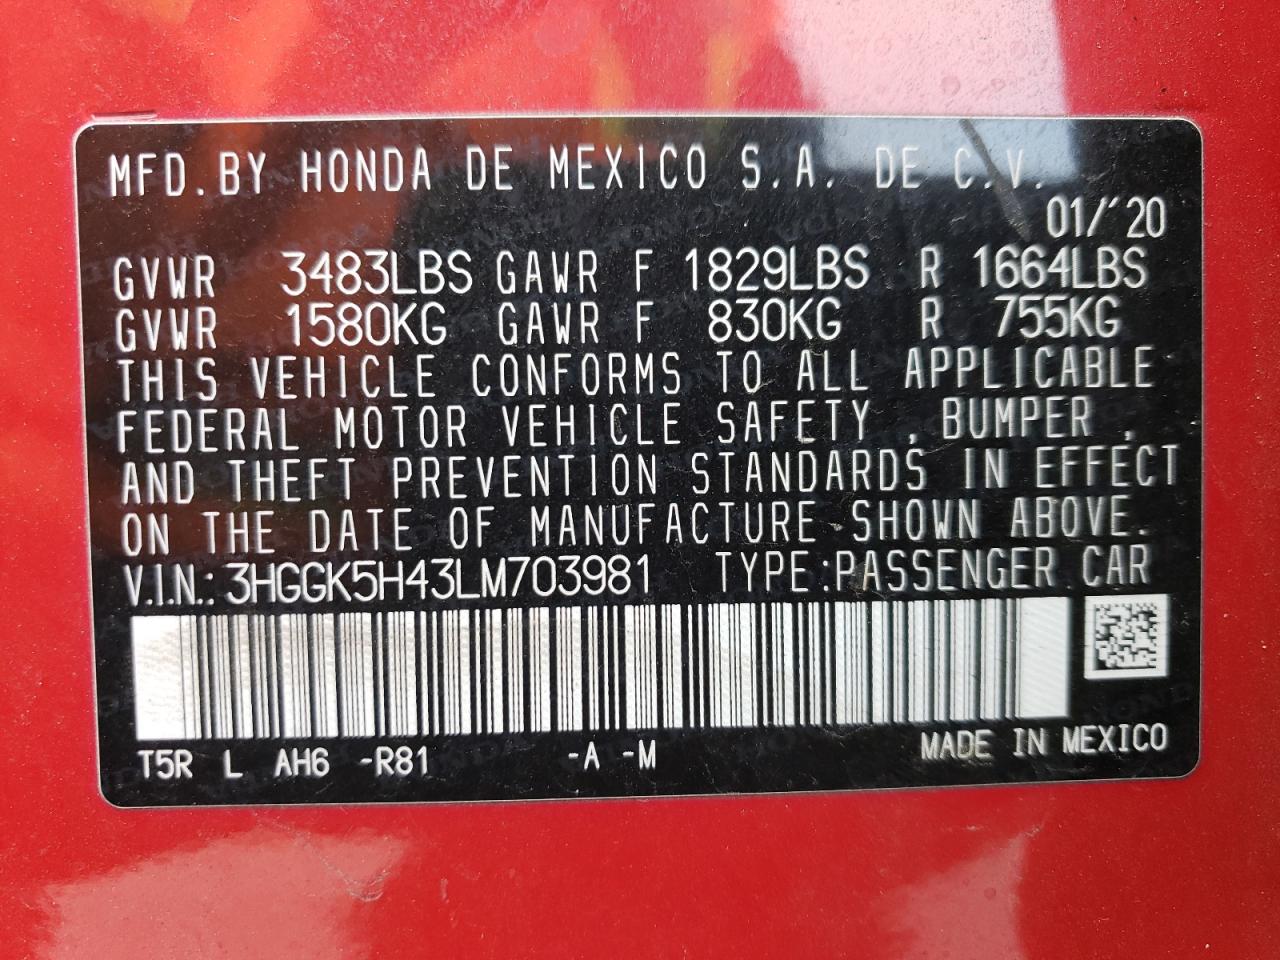 MFD. BY HONDA DE MEXICO S.A. DE C.V.
01/´20
GVWR 3483LBS GAWR F 1829LBS R 1664LBS
GVWR 1580KG GAWR F 830KG R 755KG
THIS VEHICLE CONFORMS TO ALL APPLICABLE
FEDERAL MOTOR VEHICLE SAFETY , BUMPER ,
AND THEFT PREVENTION STANDARDS IN EFFECT
ON THE DATE OF MANUFACTURE SHOWN ABOVE.
V.I.N.: 3HGGK5H43LM703981 TYPE:PASSENGER CAR
T5R L AH6 -R81 -A -M MADE IN MEXICO